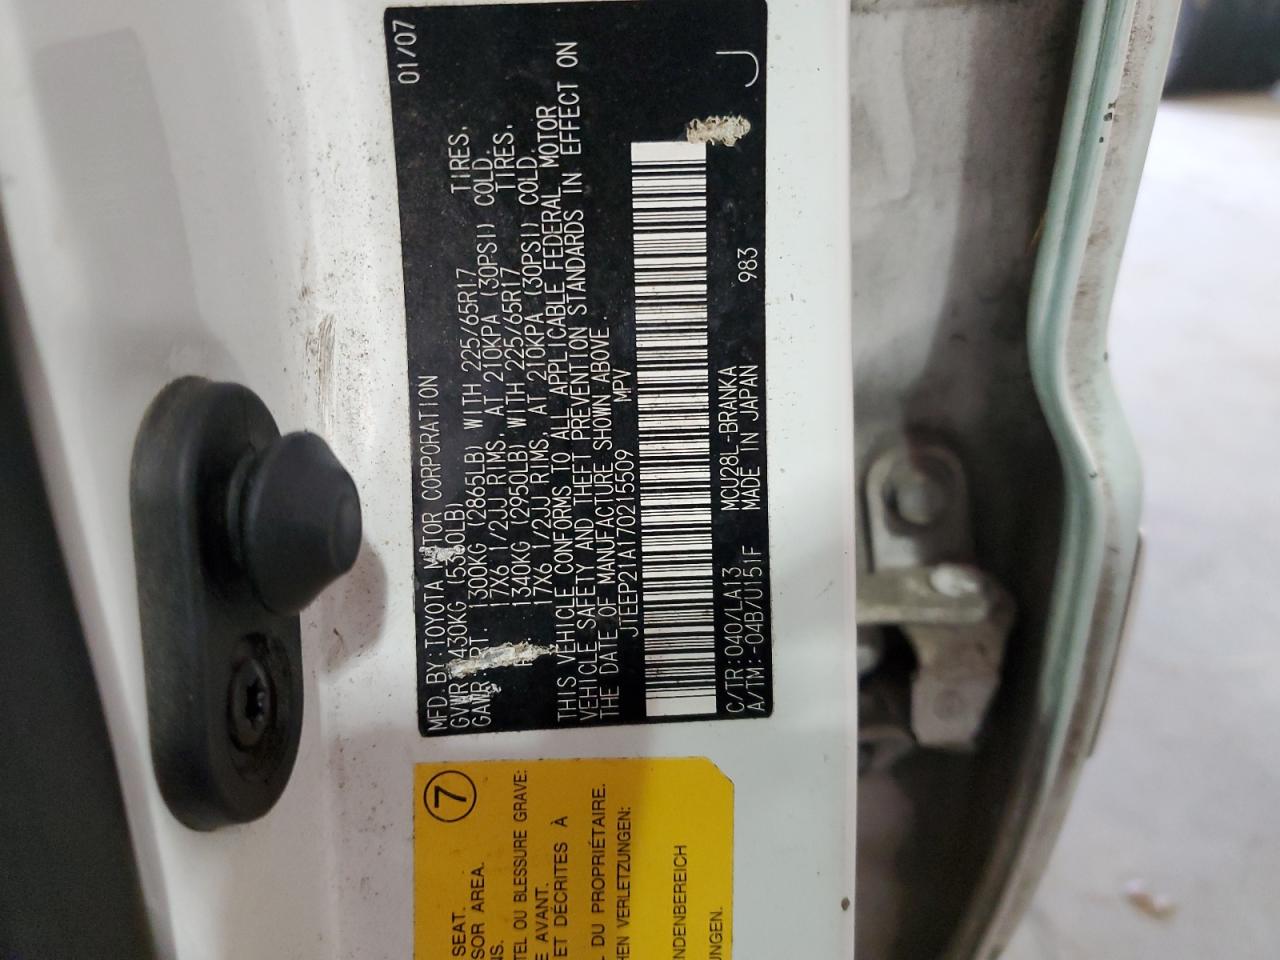 MFD. BY: TOYOTA MOTOR CORPORATION 01/07
GVWR 2430KG (5360LB)
GAWR FRT 1300KG (2865LB) WITH 225/65R17 TIRES,
17X6 1/2JJ RIMS, AT 210KPA (30PSI) COLD.
1340KG (2950LB) WITH 225/65R17 TIRES,
17X6 1/2JJ RIMS, AT 210KPA (30PSI) COLD.
THIS VEHICLE CONFORMS TO ALL APPLICABLE FEDERAL MOTOR
VEHICLE SAFETY AND THEFT PREVENTION STANDARDS IN EFFECT ON
THE DATE OF MANUFACTURE SHOWN ABOVE.
JTEEP21A170215509 MPV
C/TR: 040/LA13 MCU28L-BRANKA 983
A/TM: -04B/U151F MADE IN JAPAN
J
7
SEAT.
SOR AREA.
NS.
TEL OU BLESSURE GRAVE:
E AVANT.
ET DÉCRITES À
DU PROPRIÉTAIRE.
HEN VERLETZUNGEN:
NDENBEREICH
UNGEN.